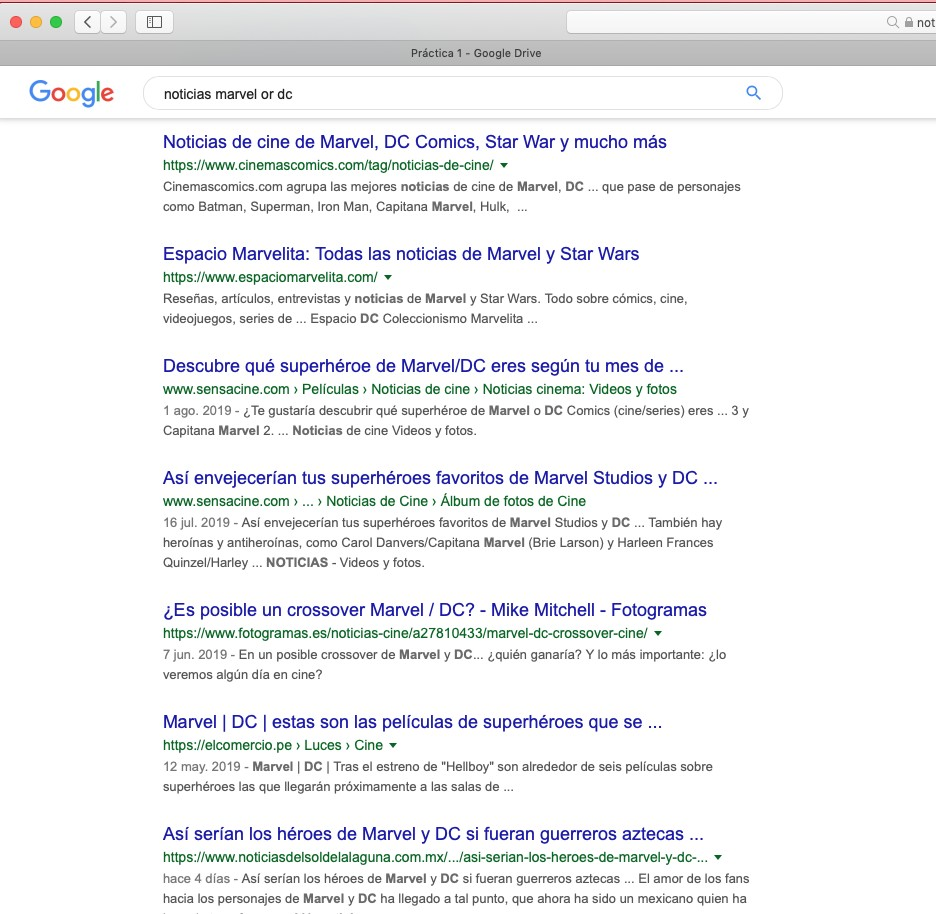 not
Práctica 1 - Google Drive
Google
noticias marvel or dc
Noticias de cine de Marvel, DC Comics, Star War y mucho más
https://www.cinemascomics.com/tag/noticias-de-cine/
Cinemascomics.com agrupa las mejores noticias de cine de Marvel, DC ... que pase de personajes
como Batman, Superman, Iron Man, Capitana Marvel, Hulk, ...
Espacio Marvelita: Todas las noticias de Marvel y Star Wars
https://www.espaciomarvelita.com/
Reseñas, artículos, entrevistas y noticias de Marvel y Star Wars. Todo sobre cómics, cine,
videojuegos, series de ... Espacio DC Coleccionismo Marvelita ...
Descubre qué superhéroe de Marvel/DC eres según tu mes de ...
www.sensacine.com › Películas › Noticias de cine › Noticias cinema: Videos y fotos
1 ago. 2019 - ¿Te gustaría descubrir qué superhéroe de Marvel o DC Comics (cine/series) eres ... 3 y
Capitana Marvel 2. ... Noticias de cine Videos y fotos.
Así envejecerían tus superhéroes favoritos de Marvel Studios y DC ...
www.sensacine.com › ... › Noticias de Cine › Álbum de fotos de Cine
16 jul. 2019 - Así envejecerían tus superhéroes favoritos de Marvel Studios y DC ... También hay
heroínas y antiheroínas, como Carol Danvers/Capitana Marvel (Brie Larson) y Harleen Frances
Quinzel/Harley ... NOTICIAS - Videos y fotos.
¿Es posible un crossover Marvel / DC? - Mike Mitchell - Fotogramas
https://www.fotogramas.es/noticias-cine/a27810433/marvel-dc-crossover-cine/
7 jun. 2019 - En un posible crossover de Marvel y DC... ¿quién ganaría? Y lo más importante: ¿lo
veremos algún día en cine?
Marvel | DC | estas son las películas de superhéroes que se ...
https://elcomercio.pe › Luces › Cine
12 may. 2019 - Marvel | DC | Tras el estreno de "Hellboy" son alrededor de seis películas sobre
superhéroes las que llegarán próximamente a las salas de ...
Así serían los héroes de Marvel y DC si fueran guerreros aztecas ...
https://www.noticiasdelsoldelalaguna.com.mx/.../asi-serian-los-heroes-de-marvel-y-dc-...
hace 4 días - Así serían los héroes de Marvel y DC si fueran guerreros aztecas ... El amor de los fans
hacia los personajes de Marvel y DC ha llegado a tal punto, que ahora ha sido un mexicano quien ha